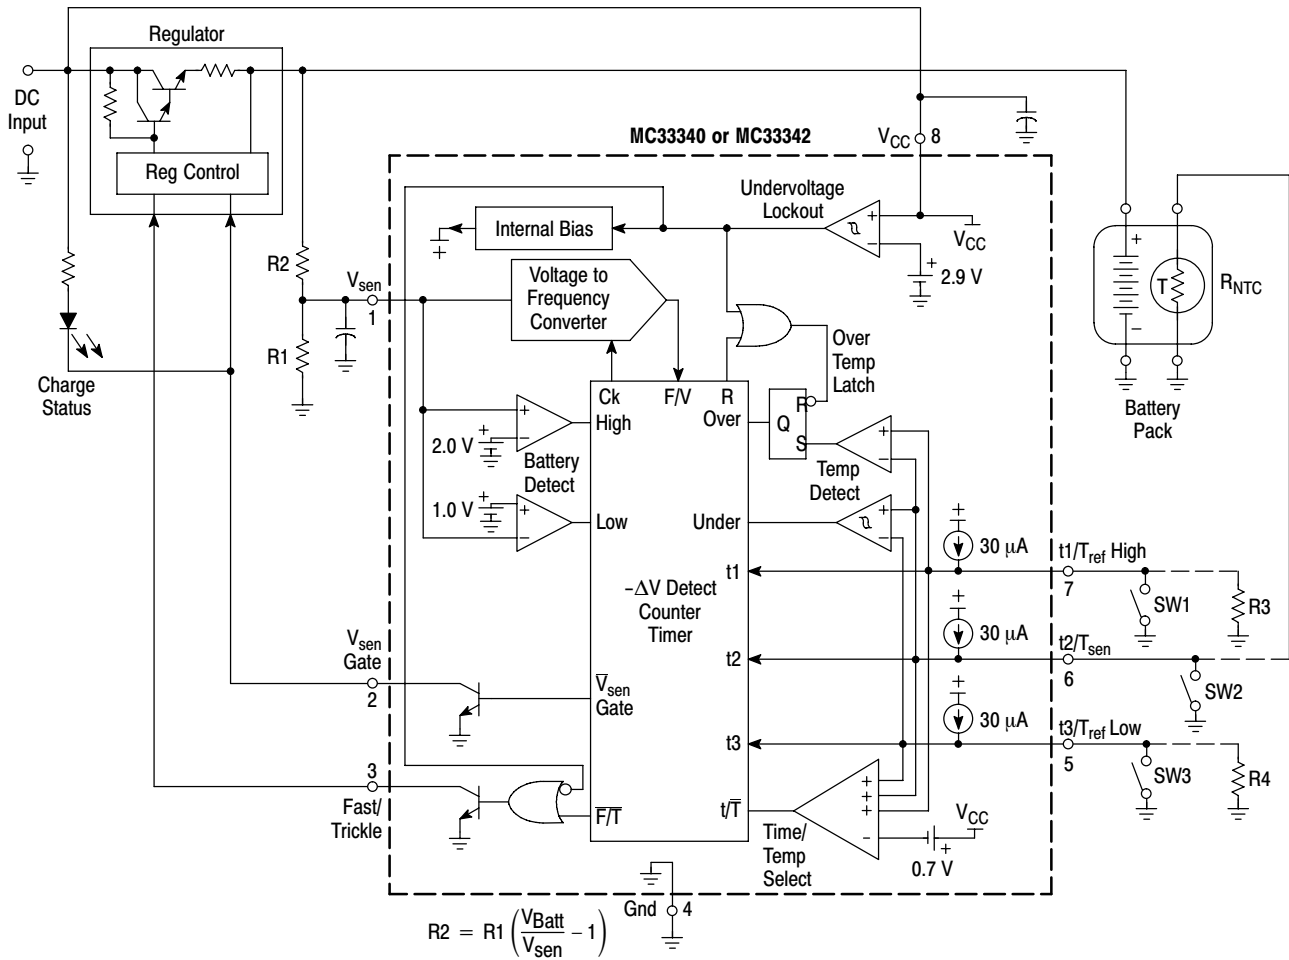 Regulator
DC
Input
Reg Control
MC33340 or MC33342
VCC 8
Undervoltage
Lockout
Internal Bias
+
−
VCC
+
2.9 V
R2
Vsen
1
Voltage to
Frequency
Converter
R1
Charge
Status
Over
Temp
Latch
+
−
T
RNTC
Battery
Pack
Ck
F/V
R
High
Over
R
Q
S
+
−
2.0 V
+
−
Battery
Detect
+
−
Temp
Detect
+
1.0 V
+
−
Low
Under
+
−
+
30 µA
t1/Tref High
7
t1
SW1
R3
−ΔV Detect
Counter
Timer
+
30 µA
t2/Tsen
6
t2
SW2
Vsen
Gate
2
V̅sen
Gate
+
30 µA
t3/Tref Low
5
t3
SW3
R4
3
Fast/
Trickle
F̅/̅T̅
t/T̅
+
+
+
−
VCC
+
0.7 V
Time/
Temp
Select
Gnd 4
R2 = R1 (VBatt/Vsen − 1)